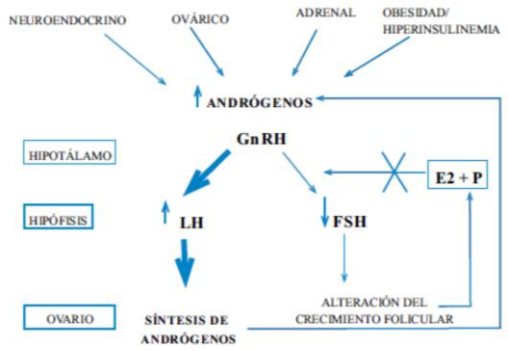 NEUROENDOCRINO
OVÁRICO
ADRENAL
OBESIDAD/
HIPERINSULINEMIA
ANDRÓGENOS
GnRH
HIPOTÁLAMO
E2 + P
HIPÓFISIS
LH
FSH
OVARIO
SÍNTESIS DE
ANDRÓGENOS
ALTERACIÓN DEL
CRECIMIENTO FOLICULAR